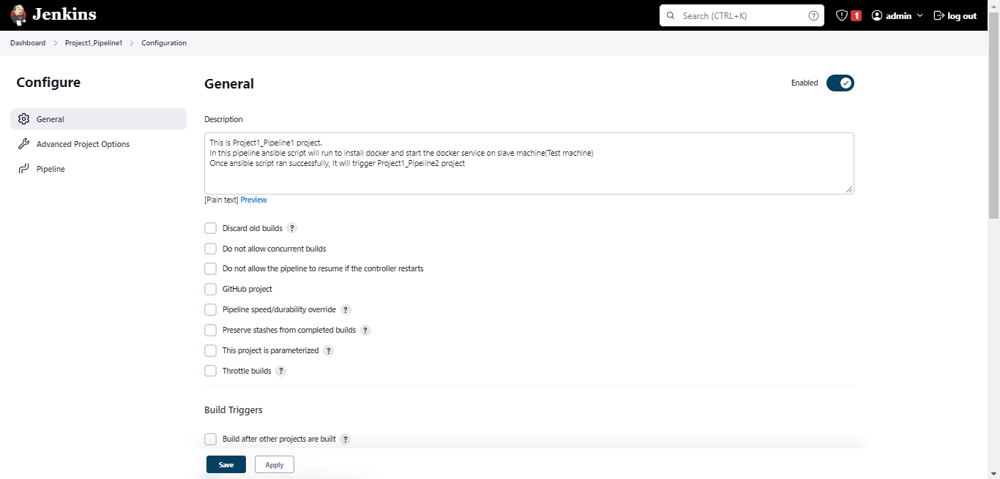 Jenkins
Search (CTRL+K)
?
1
admin
log out
Dashboard
Project1_Pipeline1
Configuration
Configure
General
Advanced Project Options
Pipeline
General
Enabled
Description
This is Project1_Pipeline1 project.
In this pipeline ansible script will run to install docker and start the docker service on slave machine(Test machine)
Once ansible script ran successfully, It will trigger Project1_Pipeline2 project
[Plain text] Preview
Discard old builds ?
Do not allow concurrent builds
Do not allow the pipeline to resume if the controller restarts
GitHub project
Pipeline speed/durability override ?
Preserve stashes from completed builds ?
This project is parameterized ?
Throttle builds ?
Build Triggers
Build after other projects are built ?
Save
Apply